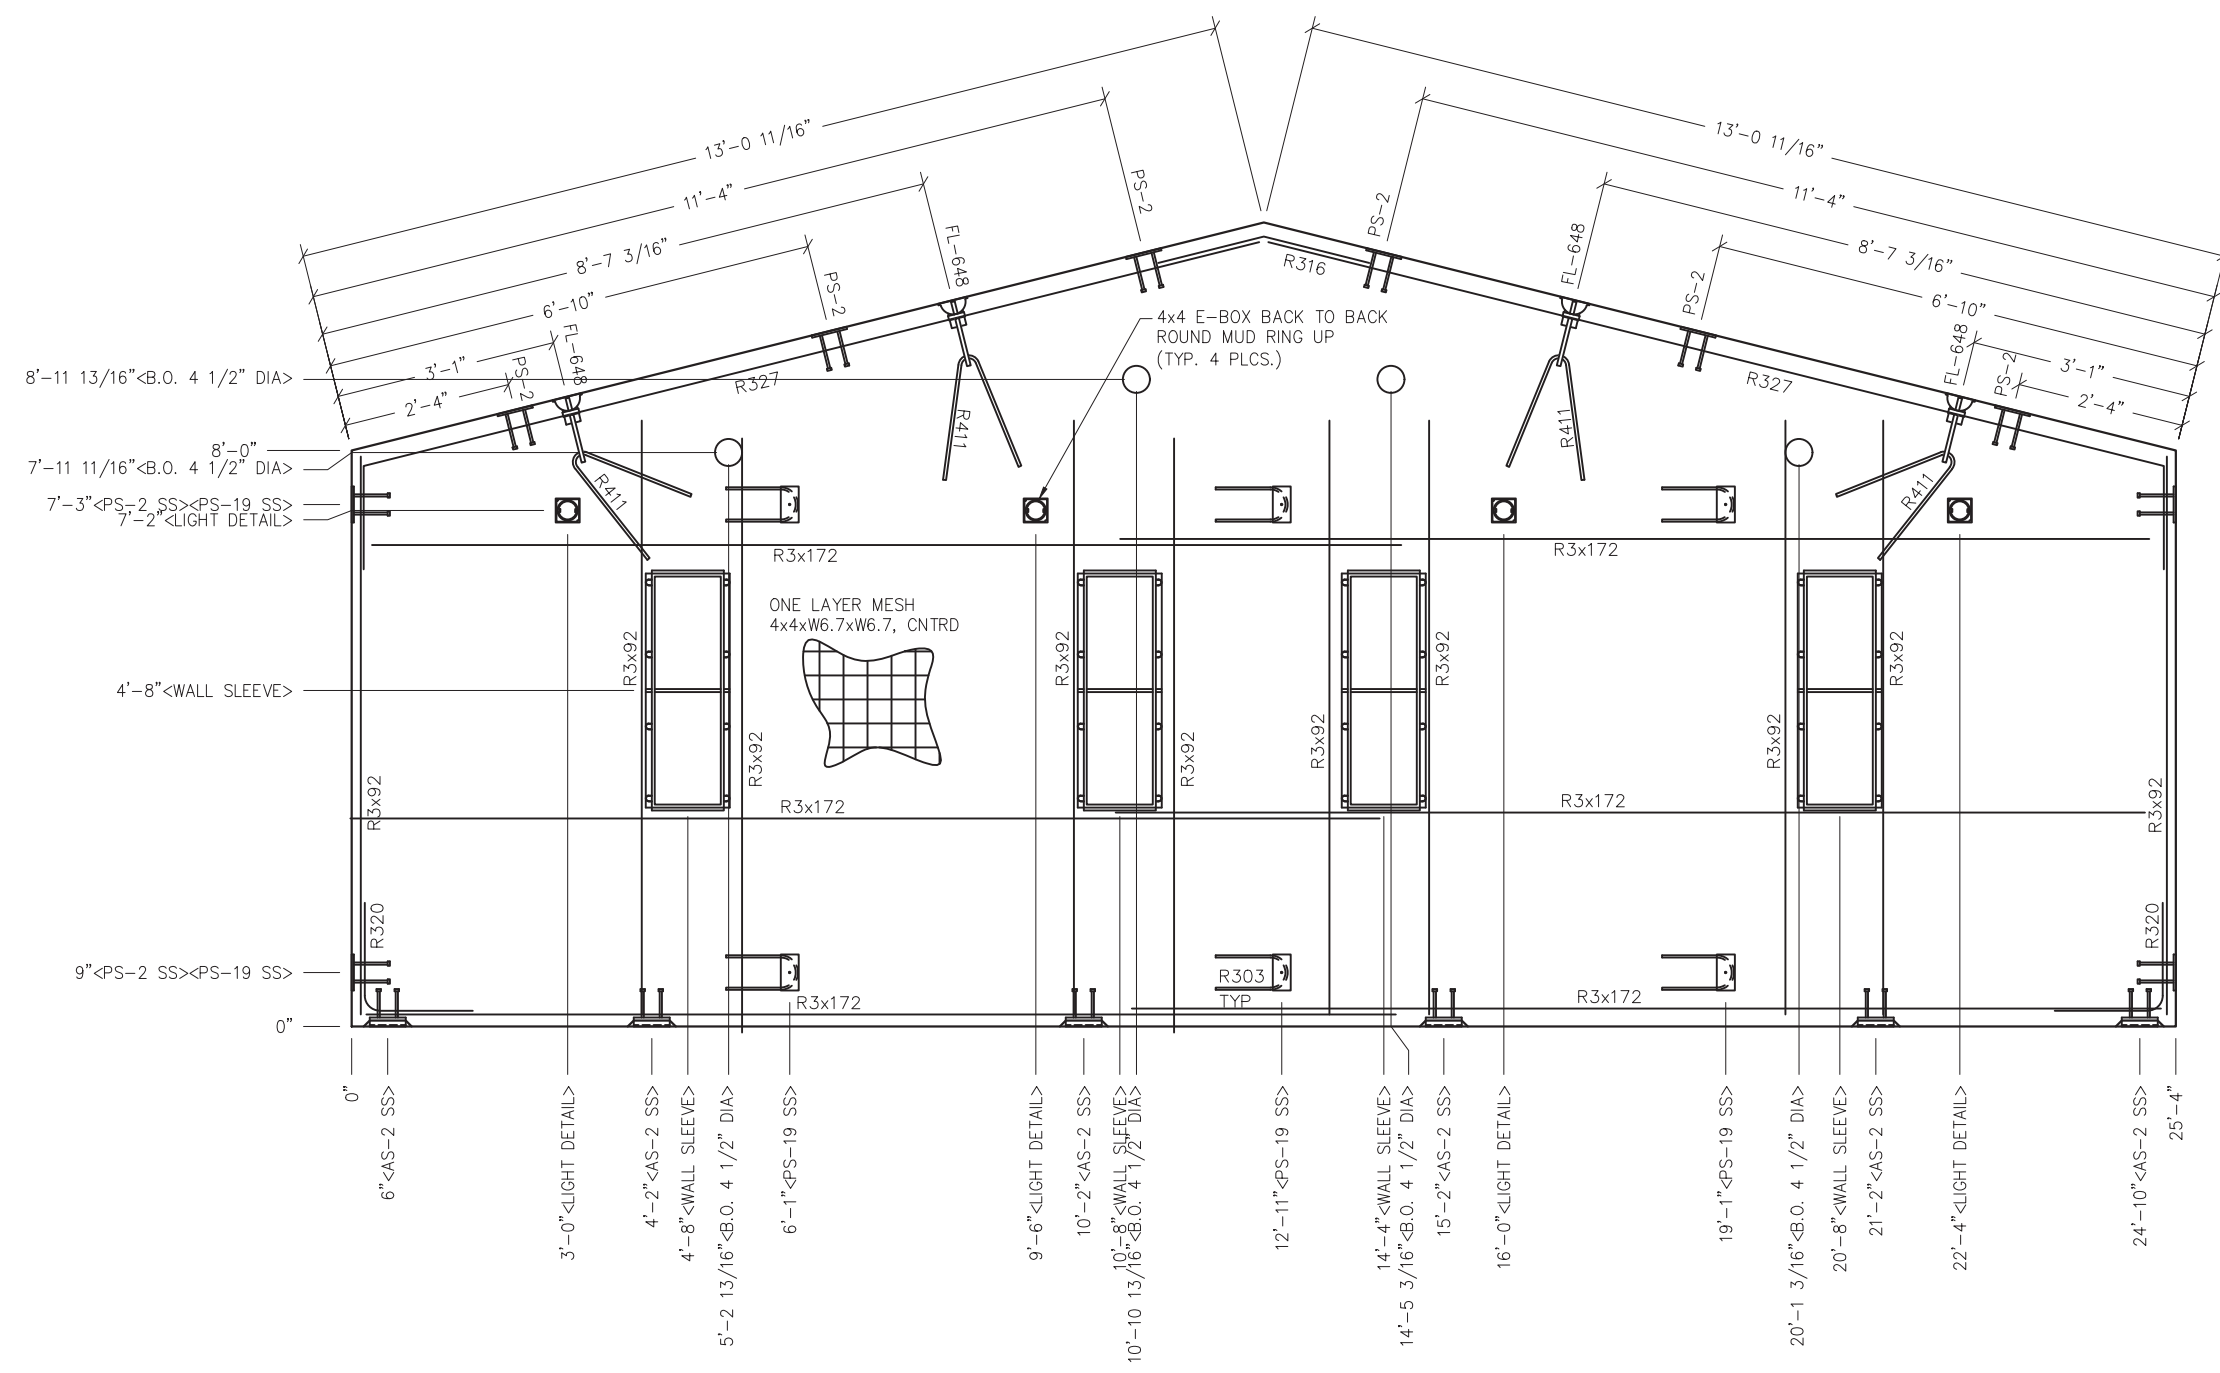 13'-0 11/16"
13'-0 11/16"
11'-4"
11'-4"
8'-7 3/16"
8'-7 3/16"
6'-10"
6'-10"
3'-1"
3'-1"
2'-4"
2'-4"
PS-2
FL-648
PS-2
FL-648
PS-2
PS-2
FL-648
PS-2
FL-648
PS-2
R316
R327
R327
4x4 E-BOX BACK TO BACK
ROUND MUD RING UP
(TYP. 4 PLCS.)
R411
R411
R411
R411
8'-11 13/16"<B.O. 4 1/2" DIA>
8'-0"
7'-11 11/16"<B.O. 4 1/2" DIA>
7'-3"<PS-2 SS><PS-19 SS>
7'-2"<LIGHT DETAIL>
4'-8"<WALL SLEEVE>
9"<PS-2 SS><PS-19 SS>
0"
R3x172
R3x172
ONE LAYER MESH
4x4xW6.7xW6.7, CNTRD
R3x92
R3x92
R3x92
R3x92
R3x92
R3x92
R3x92
R3x92
R3x92
R3x92
R3x172
R3x172
R320
R320
R303
TYP
R3x172
R3x172
0"
6"<AS-2 SS>
3'-0"<LIGHT DETAIL>
4'-2"<AS-2 SS>
4'-8"<WALL SLEEVE>
5'-2 13/16"<B.O. 4 1/2" DIA>
6'-1"<PS-19 SS>
9'-6"<LIGHT DETAIL>
10'-2"<AS-2 SS>
10'-8"<WALL SLEEVE>
10'-10 13/16"<B.O. 4 1/2" DIA>
12'-11"<PS-19 SS>
14'-4"<WALL SLEEVE>
14'-5 3/16"<B.O. 4 1/2" DIA>
15'-2"<AS-2 SS>
16'-0"<LIGHT DETAIL>
19'-1"<PS-19 SS>
20'-1 3/16"<B.O. 4 1/2" DIA>
20'-8"<WALL SLEEVE>
21'-2"<AS-2 SS>
22'-4"<LIGHT DETAIL>
24'-10"<AS-2 SS>
25'-4"